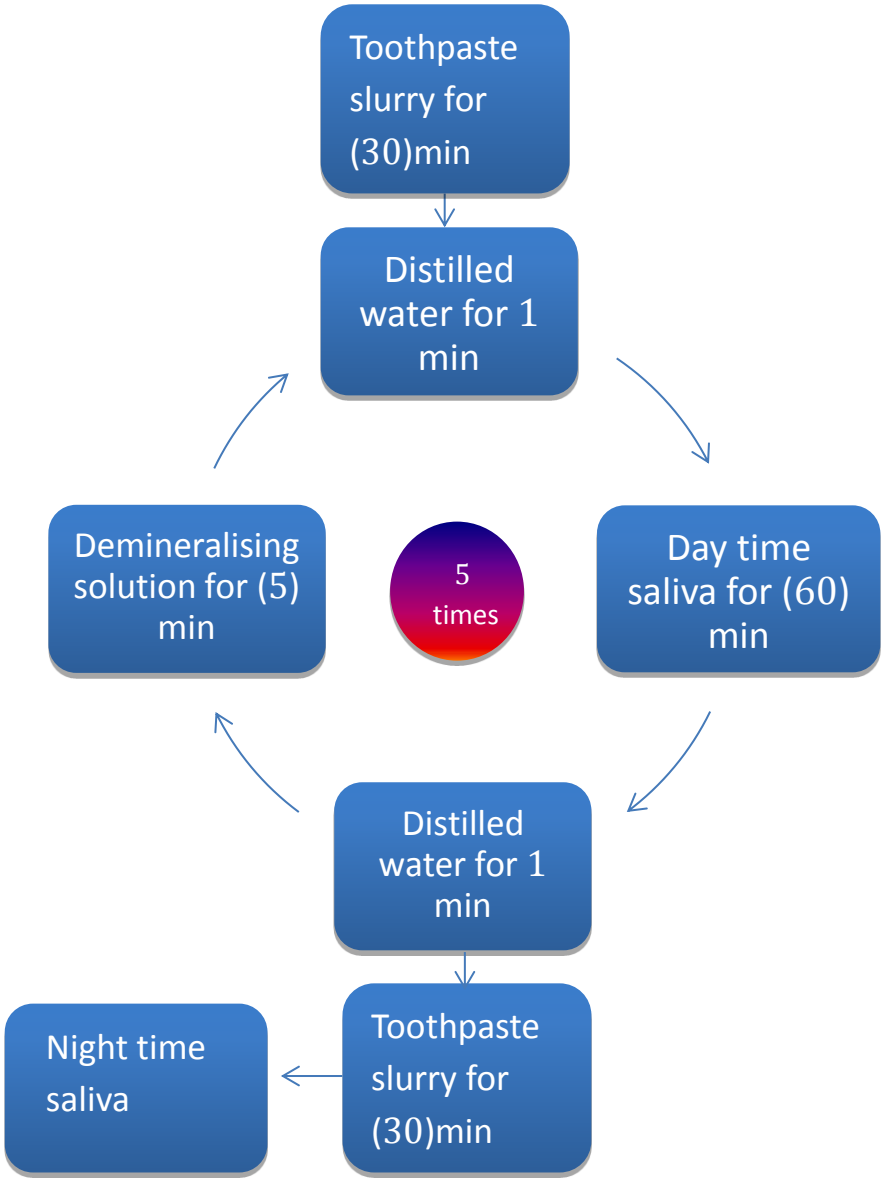 Toothpaste
slurry for
(30)min
Distilled
water for 1
min
Day time
saliva for (60)
min
Distilled
water for 1
min
Demineralising
solution for (5)
min
5
times
Toothpaste
slurry for
(30)min
Night time
saliva